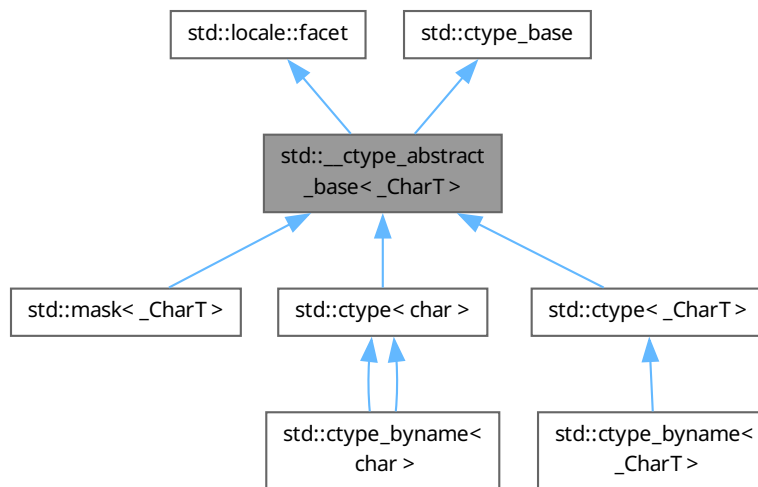 std::locale::facet
std::ctype_base
std::__ctype_abstract
_base< _CharT >
std::mask< _CharT >
std::ctype< char >
std::ctype< _CharT >
std::ctype_byname<
char >
std::ctype_byname<
_CharT >